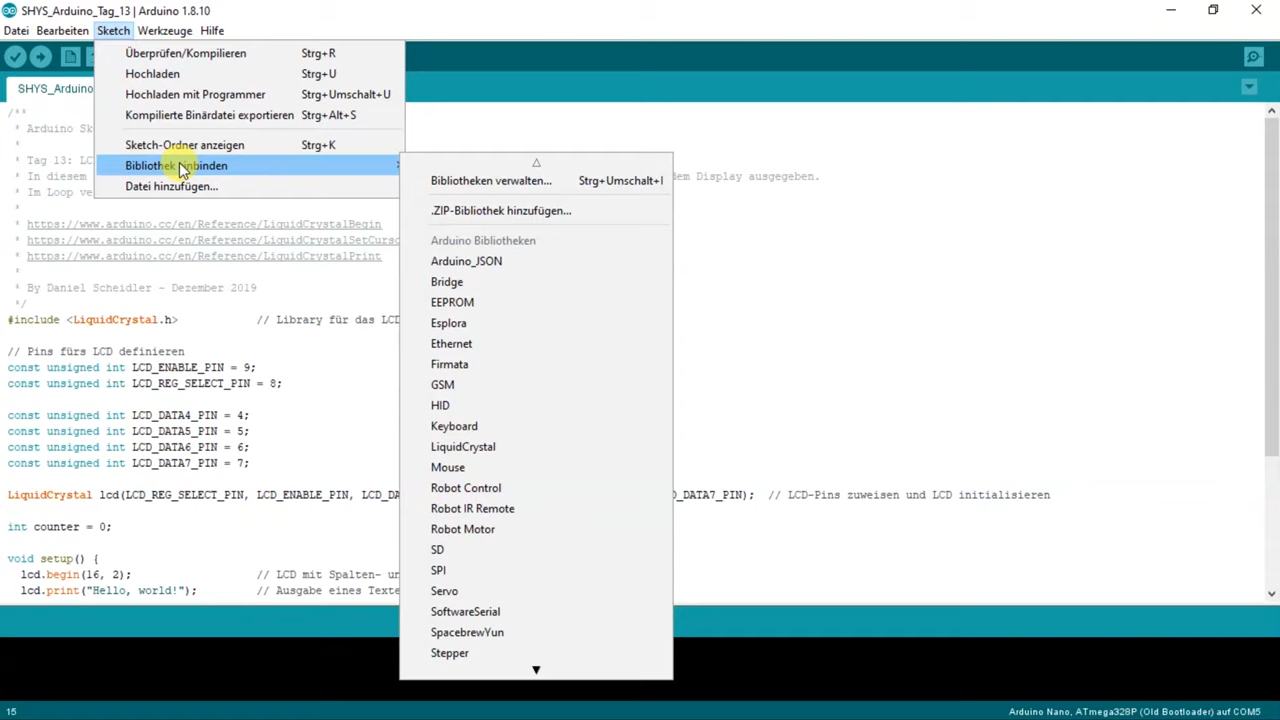 SHYS_Arduino_Tag_13 | Arduino 1.8.10
Datei Bearbeiten Sketch Werkzeuge Hilfe
Überprüfen/Kompilieren Strg+R
Hochladen Strg+U
Hochladen mit Programmer Strg+Umschalt+U
Kompilierte Binärdatei exportieren Strg+Alt+S
Sketch-Ordner anzeigen Strg+K
Bibliothek einbinden
Datei hinzufügen...
Bibliotheken verwalten... Strg+Umschalt+I
.ZIP-Bibliothek hinzufügen...
Arduino Bibliotheken
Arduino_JSON
Bridge
EEPROM
Esplora
Ethernet
Firmata
GSM
HID
Keyboard
LiquidCrystal
Mouse
Robot Control
Robot IR Remote
Robot Motor
SD
SPI
Servo
SoftwareSerial
SpacebrewYun
Stepper
SHYS_Arduino
/**
* Arduino Sk
*
* Tag 13: LC
* In diesem dem Display ausgegeben.
* Im Loop ve
*
* https://www.arduino.cc/en/Reference/LiquidCrystalBegin
* https://www.arduino.cc/en/Reference/LiquidCrystalSetCurso
* https://www.arduino.cc/en/Reference/LiquidCrystalPrint
*
* By Daniel Scheidler - Dezember 2019
*/
#include <LiquidCrystal.h> // Library für das LC
// Pins fürs LCD definieren
const unsigned int LCD_ENABLE_PIN = 9;
const unsigned int LCD_REG_SELECT_PIN = 8;
const unsigned int LCD_DATA4_PIN = 4;
const unsigned int LCD_DATA5_PIN = 5;
const unsigned int LCD_DATA6_PIN = 6;
const unsigned int LCD_DATA7_PIN = 7;
LiquidCrystal lcd(LCD_REG_SELECT_PIN, LCD_ENABLE_PIN, LCD_DA _DATA7_PIN); // LCD-Pins zuweisen und LCD initialisieren
int counter = 0;
void setup() {
lcd.begin(16, 2); // LCD mit Spalten- un
lcd.print("Hello, world!"); // Ausgabe eines Texte
15 Arduino Nano, ATmega328P (Old Bootloader) auf COM5